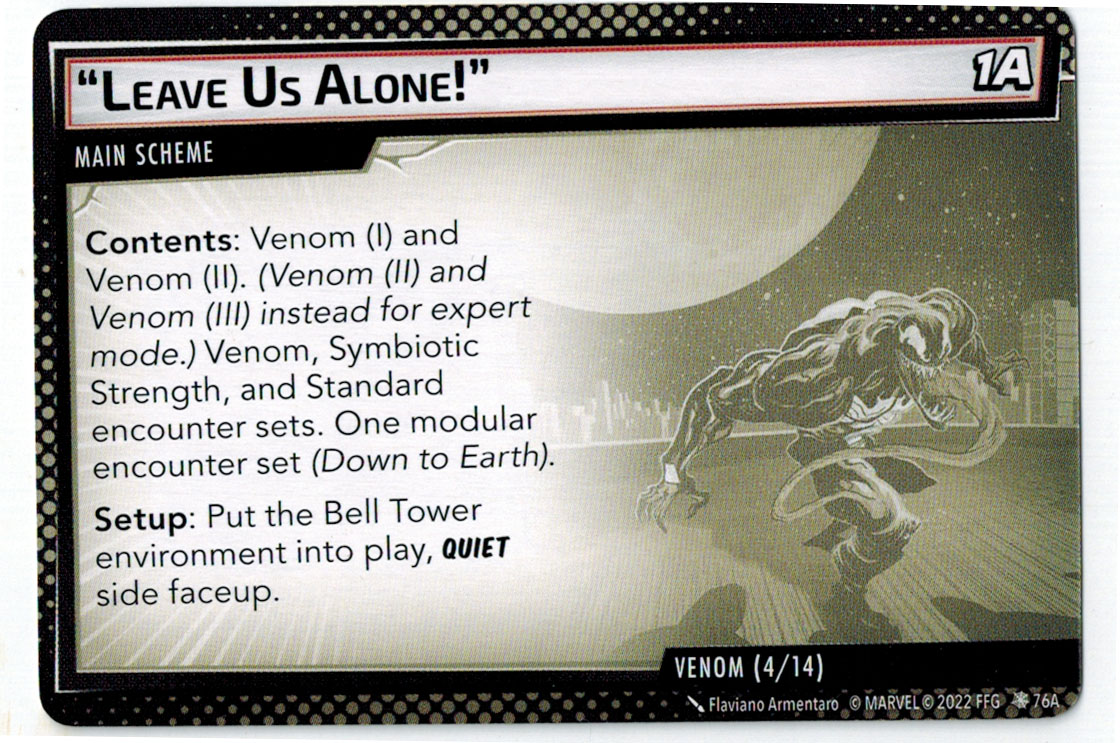 “Leave Us Alone!”
1A
MAIN SCHEME
Contents: Venom (I) and
Venom (II). (Venom (II) and
Venom (III) instead for expert
mode.) Venom, Symbiotic
Strength, and Standard
encounter sets. One modular
encounter set (Down to Earth).
Setup: Put the Bell Tower
environment into play, QUIET
side faceup.
VENOM (4/14)
Flaviano Armentaro © MARVEL © 2022 FFG 76A